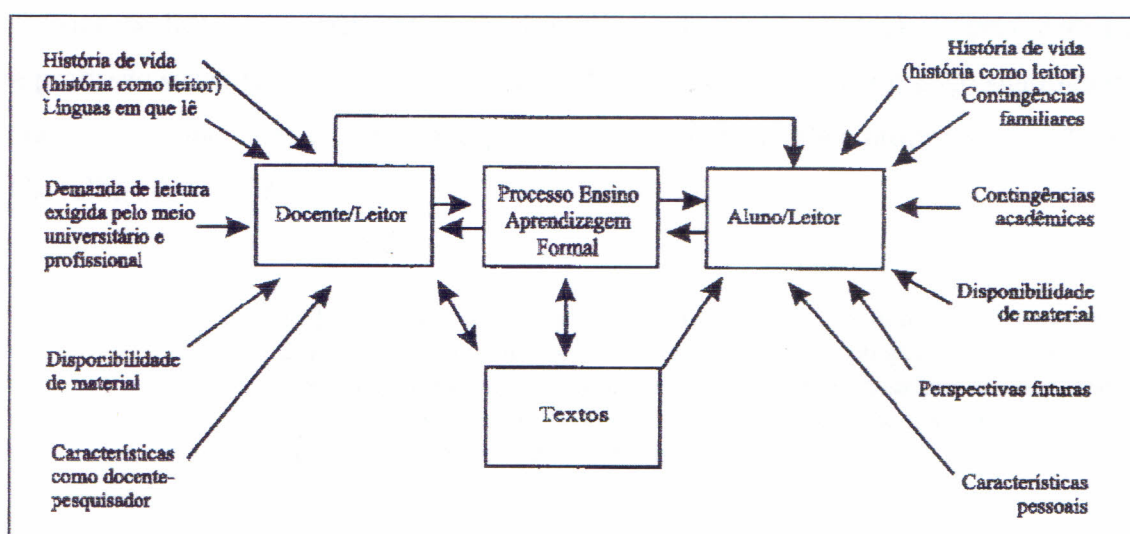 História de vida
(história como leitor)
Línguas em que lê
Demanda de leitura
exigida pelo meio
universitário e
profissional
Disponibilidade
de material
Características
como docente-
pesquisador
Docente/Leitor
Processo Ensino
Aprendizagem
Formal
Aluno/Leitor
Textos
História de vida
(história como leitor)
Contingências
familiares
Contingências
acadêmicas
Disponibilidade
de material
Perspectivas futuras
Características
pessoais